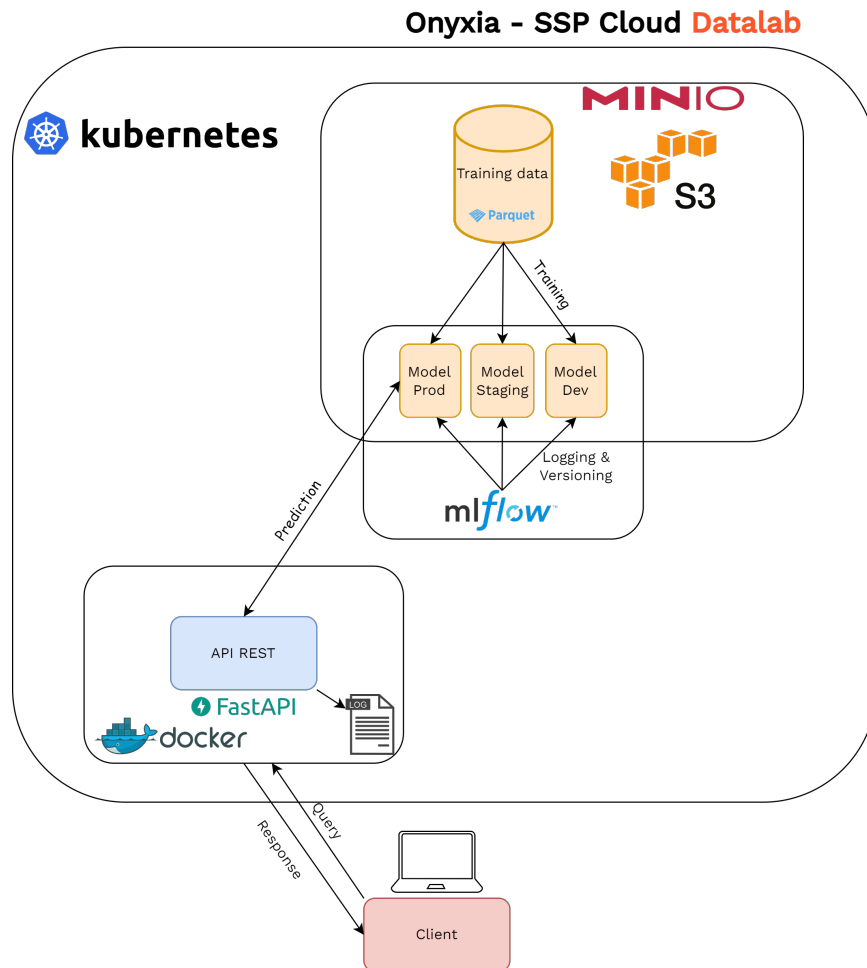 Onyxia - SSP Cloud Datalab
kubernetes
MINIO
S3
Training data
Parquet
Training
Model
Prod
Model
Staging
Model
Dev
Logging &
Versioning
mlflow™
Prediction
API REST
FastAPI
LOG
docker
Query
Response
Client